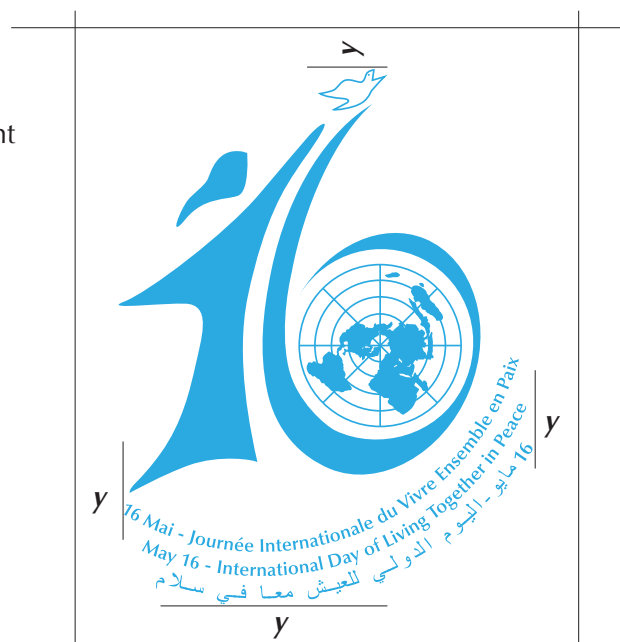 y
nt
16
y
y
16 Mai - Journée Internationale du Vivre Ensemble en Paix
May 16 - International Day of Living Together in Peace
16 مايو - اليوم الدولي للعيش معا في سلام
y